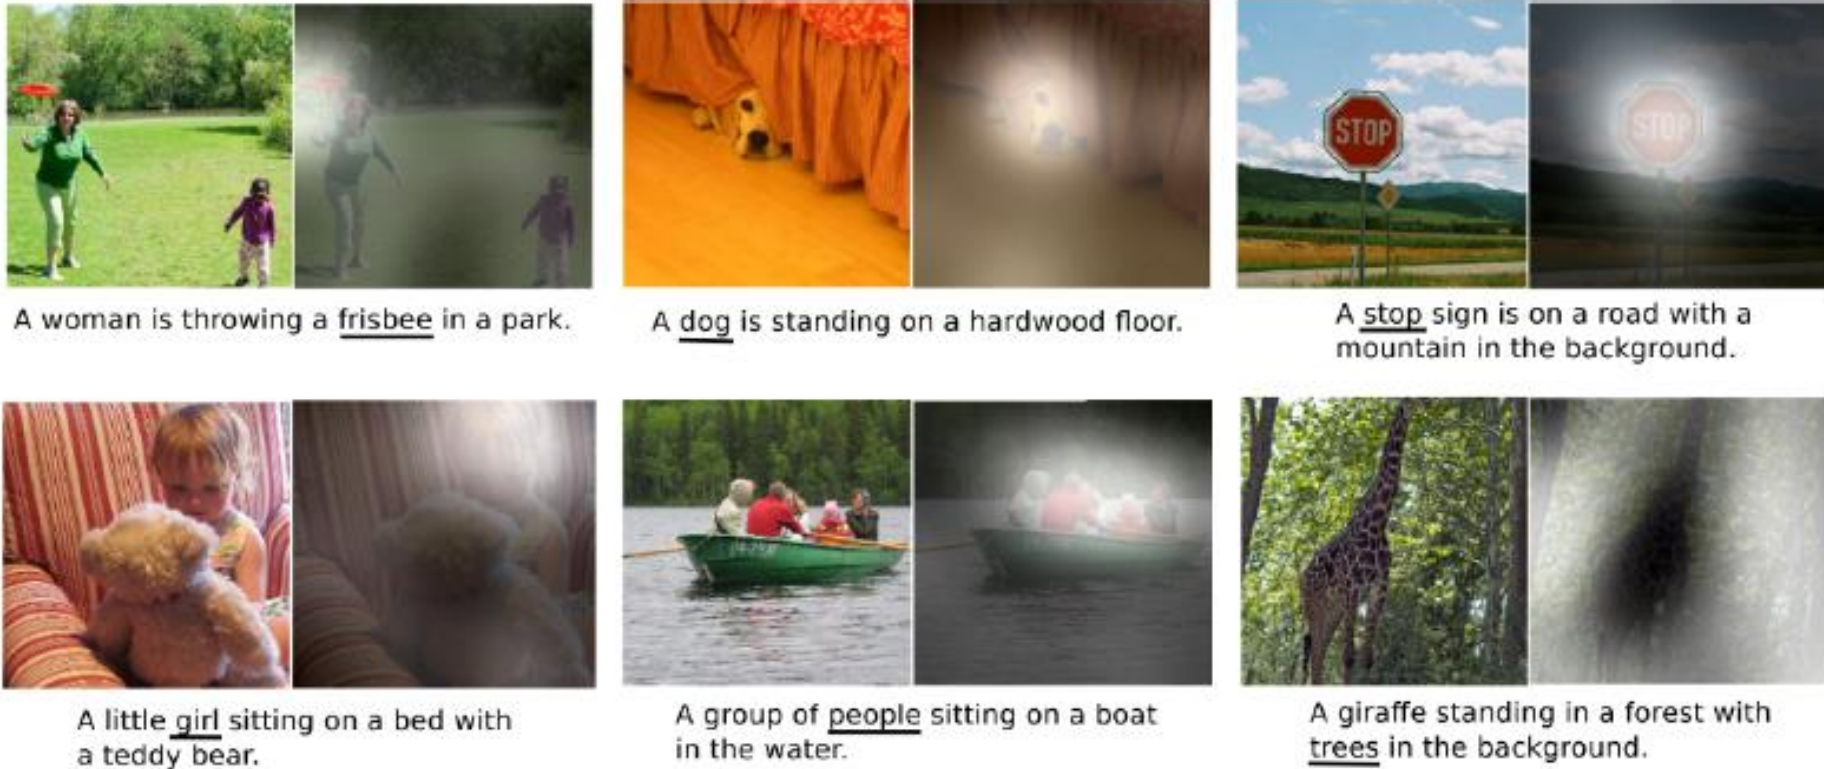 STOP
STOP
A woman is throwing a frisbee in a park.
A dog is standing on a hardwood floor.
A stop sign is on a road with a
mountain in the background.
A little girl sitting on a bed with
a teddy bear.
A group of people sitting on a boat
in the water.
A giraffe standing in a forest with
trees in the background.